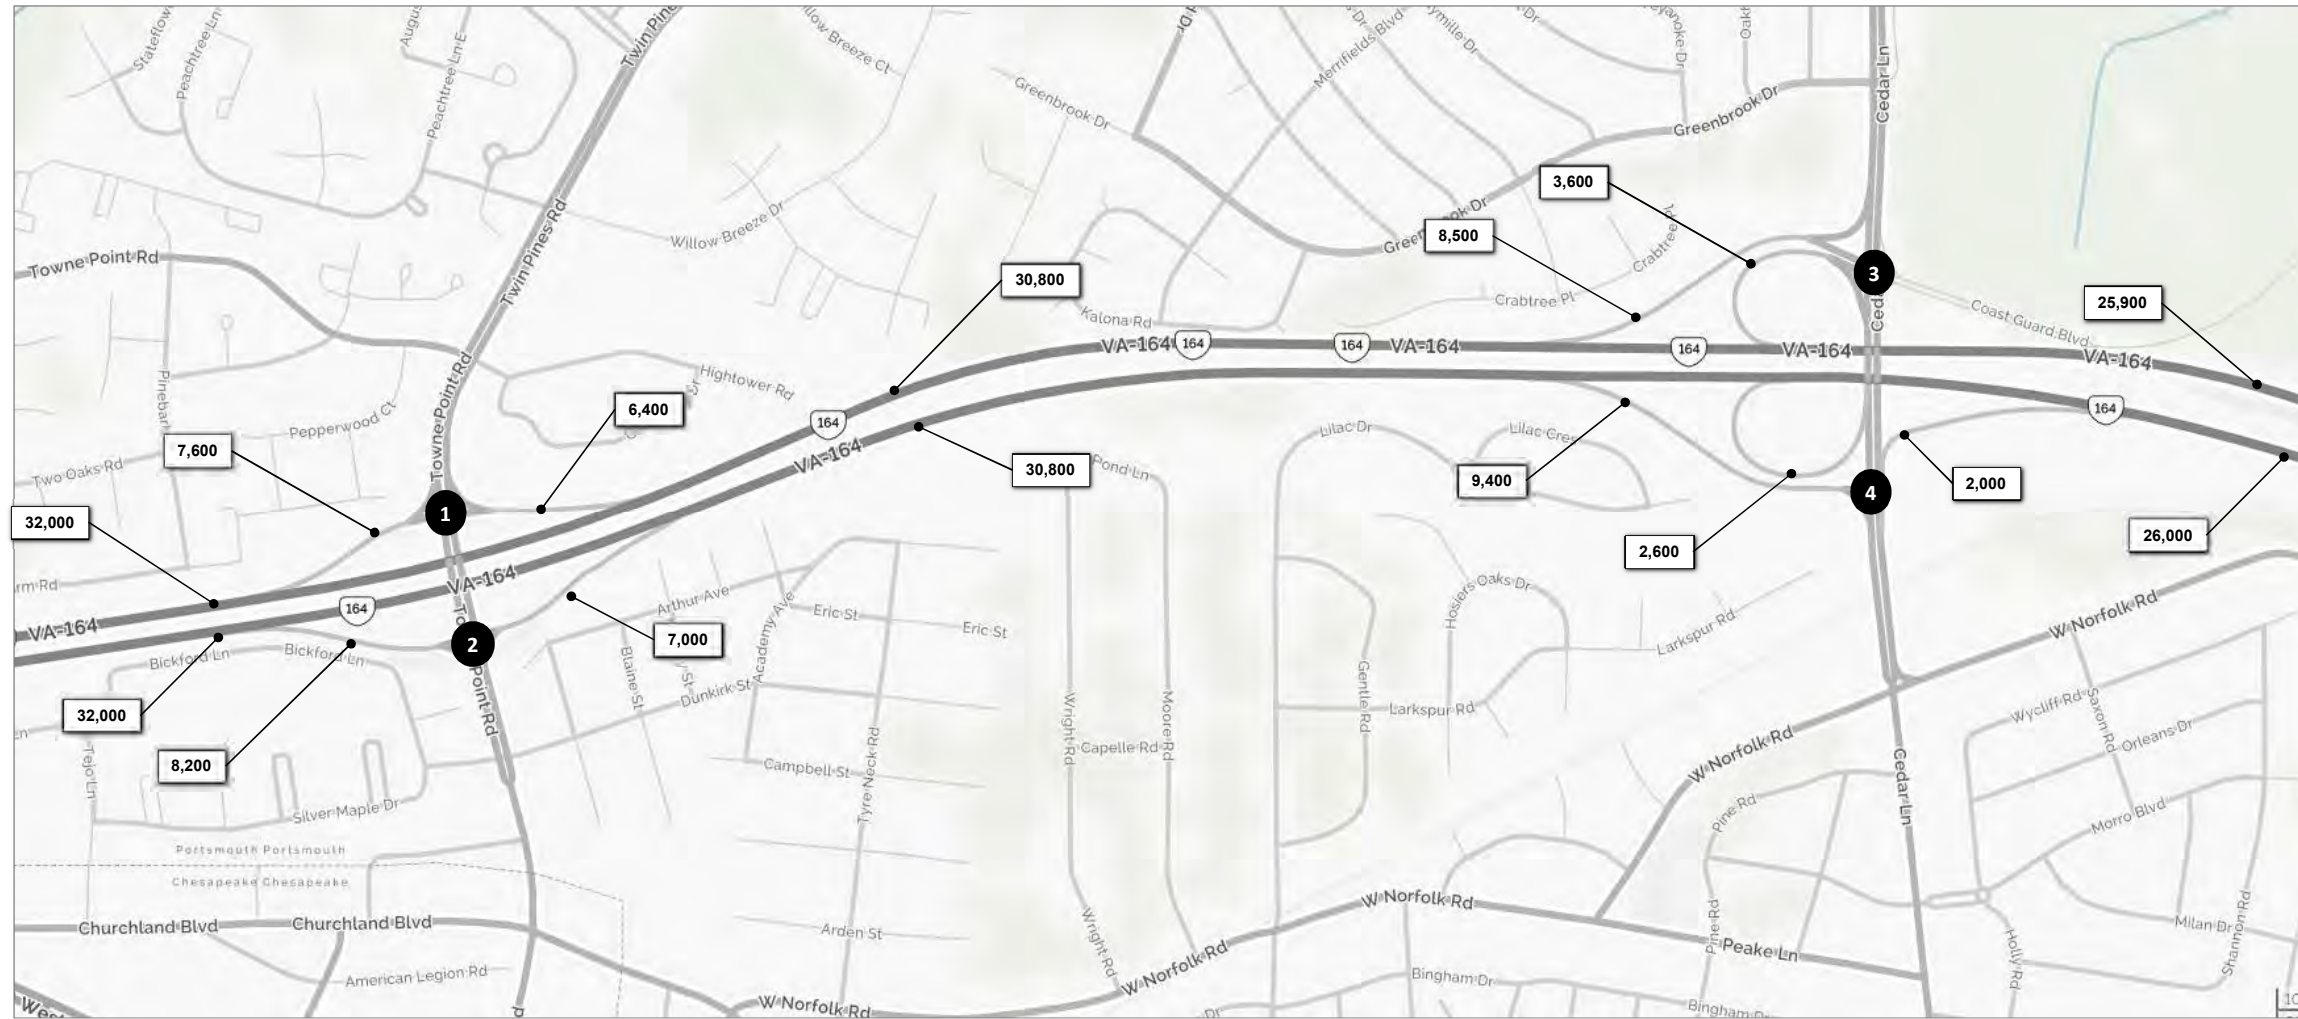 Twin Pine
Willow Breeze Ct
Peachtree Ln
Peachtree Ln E
Merrifields Blvd
Cedar Ln
Greenbrook Dr
Greenbrook Dr
3,600
8,500
Willow Breeze Dr
Twin Pines Rd
Towne Point Rd
30,800
Crabtree Pl
Kalona Rd
3
Coast Guard Blvd
25,900
VA-164
164
164
VA-164
164
VA-164
VA-164
Hightower Rd
Towne Point Rd
6,400
164
164
Pepperwood Ct
7,600
Two Oaks Rd
VA-164
Lilac Dr
Lilac Cres
30,800
Pond Ln
9,400
2,000
4
1
32,000
26,000
2,600
VA-164
164
VA-164
Arthur Ave
Hosiers Oaks Dr
Eric St
Eric St
7,000
2
Bickford Ln
Bickford Ln
Larkspur Rd
W Norfolk Rd
Blaine St
Academy Ave
Dunkirk St
Point Rd
32,000
8,200
Gentle Rd
Larkspur Rd
Wright Rd
Moore Rd
Capelle Rd
Wycliff Rd
Saxon Rd
Orleans Dr
W Norfolk Rd
Tejo Ln
Campbell St
Tyre Neck Rd
Cedar Ln
Silver Maple Dr
Pine Rd
Morro Blvd
Portsmouth Portsmouth
Chesapeake Chesapeake
Churchland Blvd
Churchland Blvd
W Norfolk Rd
Arden St
Wright Rd
W Norfolk Rd
Pine Rd
Peake Ln
Holly Rd
Milan Dr
Shannon Rd
American Legion Rd
Bingham Dr
W Norfolk Rd
Bingham D